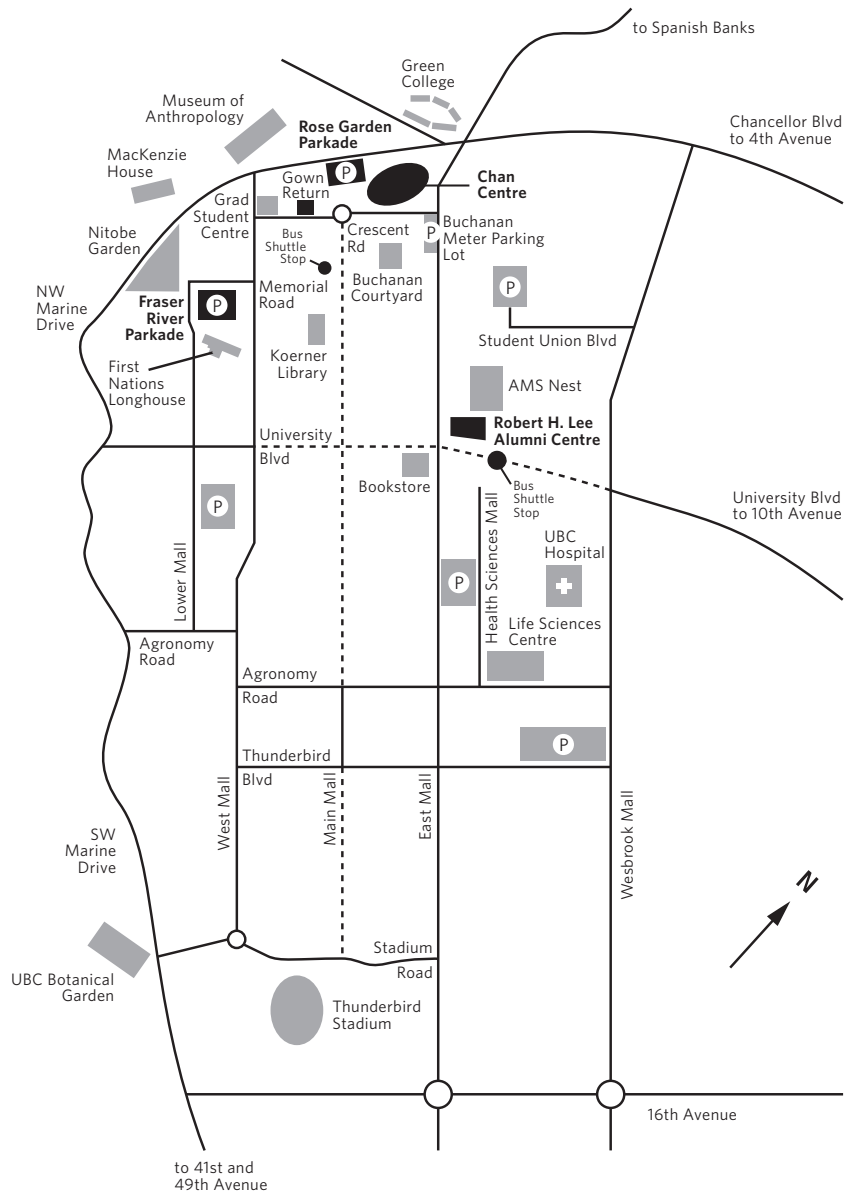 to Spanish Banks
Green
College
Museum of
Anthropology
Rose Garden
Parkade
Chancellor Blvd
to 4th Avenue
MacKenzie
House
P
Gown
Return
Chan
Centre
Grad
Student
Centre
Nitobe
Garden
Bus
Shuttle
Stop
Crescent
Rd
P
Buchanan
Meter Parking
Lot
Buchanan
Courtyard
NW
Marine
Drive
Fraser
River
Parkade
P
Memorial
Road
P
Student Union Blvd
Koerner
Library
First
Nations
Longhouse
AMS Nest
Robert H. Lee
Alumni Centre
University
Blvd
Bookstore
Bus
Shuttle
Stop
University Blvd
to 10th Avenue
P
Lower Mall
Health Sciences Mall
UBC
Hospital
P
Life Sciences
Centre
Agronomy
Road
Agronomy
Road
P
Thunderbird
Blvd
West Mall
Main Mall
East Mall
Wesbrook Mall
SW
Marine
Drive
N
Stadium
Road
UBC Botanical
Garden
Thunderbird
Stadium
16th Avenue
to 41st and
49th Avenue